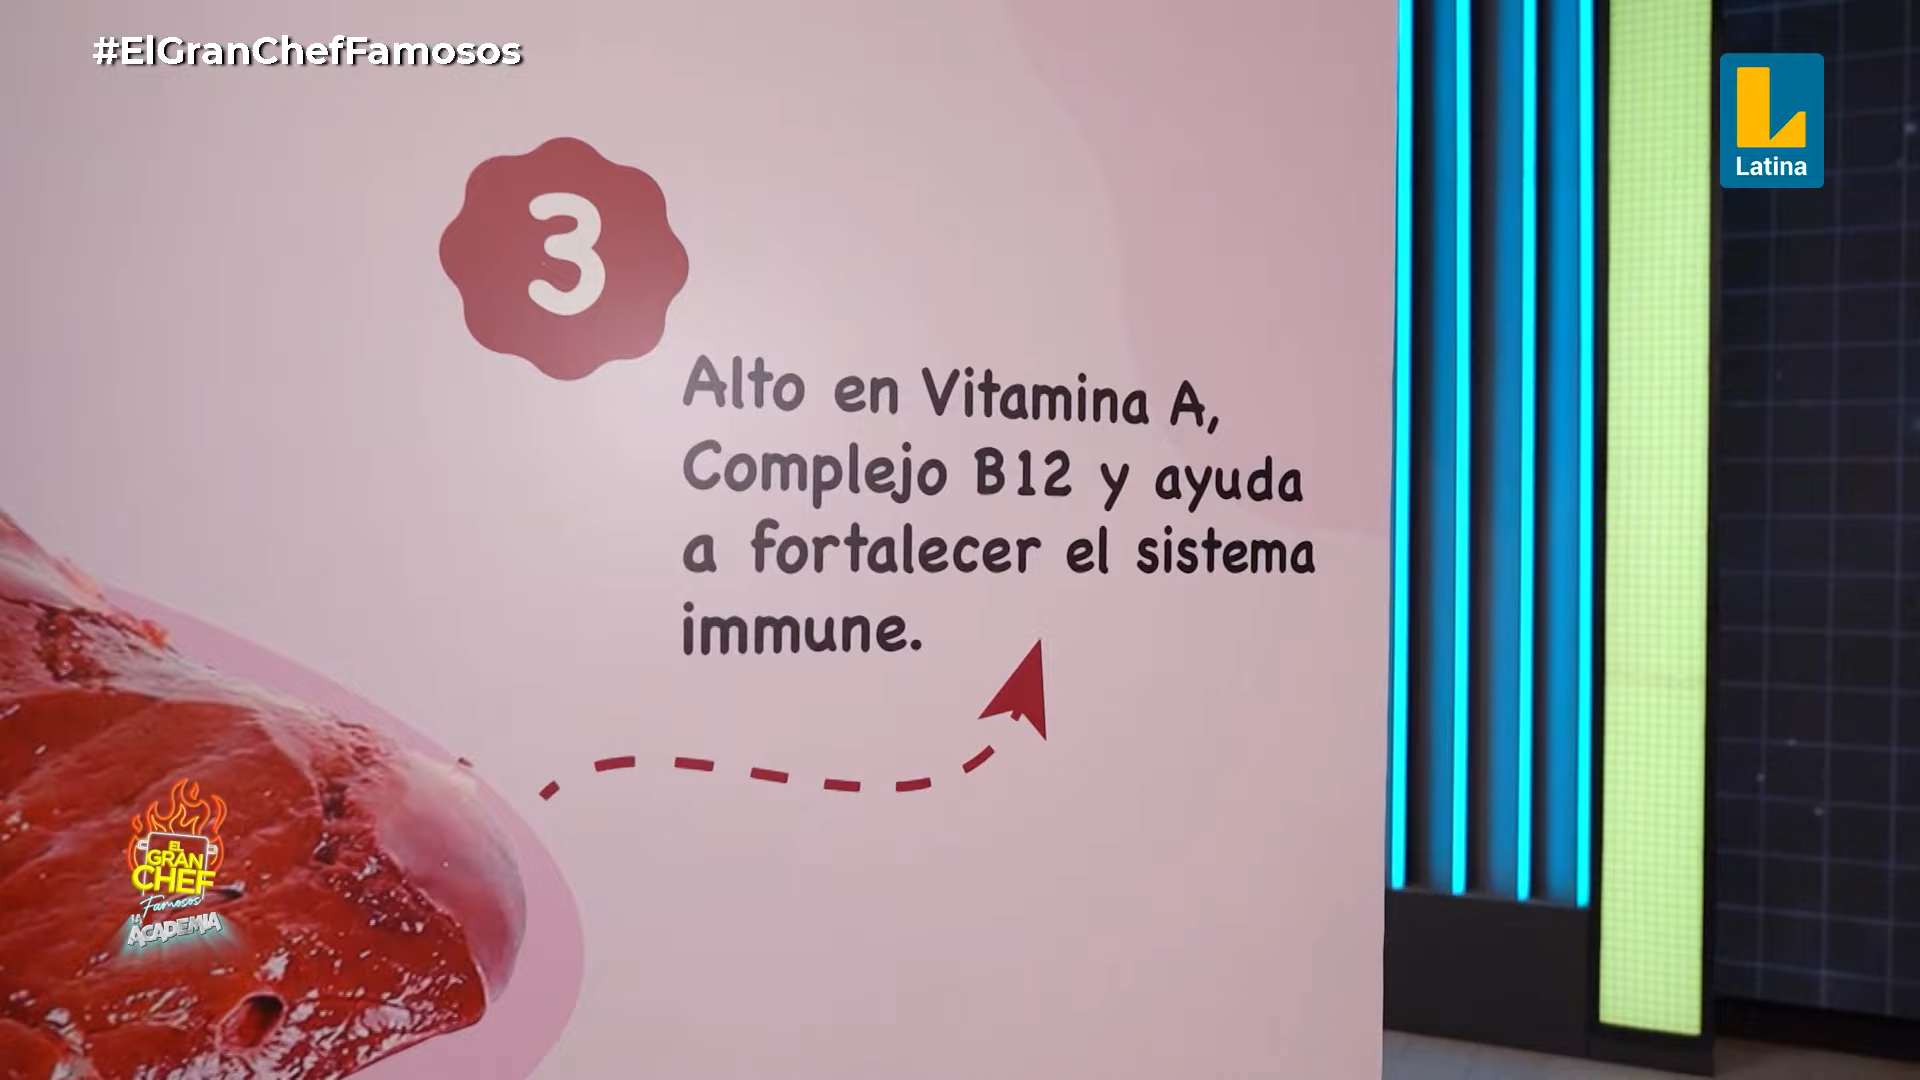 #ElGranChefFamosos
Latina
3
Alto en Vitamina A,
Complejo B12 y ayuda
a fortalecer el sistema
immune.
EL
GRAN
CHEF
Famosos
LA
ACADEMIA